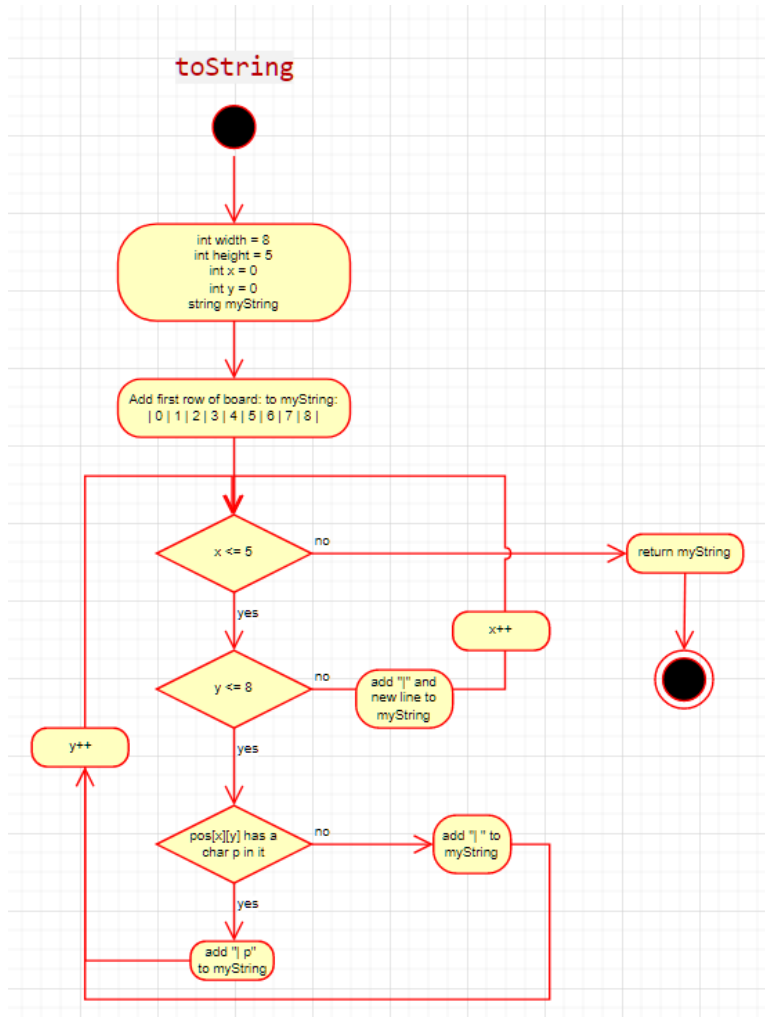 toString
int width = 8
int height = 5
int x = 0
int y = 0
string myString
Add first row of board: to myString:
| 0 | 1 | 2 | 3 | 4 | 5 | 6 | 7 | 8 |
x <= 5
no
return myString
yes
x++
y <= 8
no
add "|" and
new line to
myString
yes
y++
pos[x][y] has a
char p in it
no
add "| " to
myString
yes
add "| p"
to myString